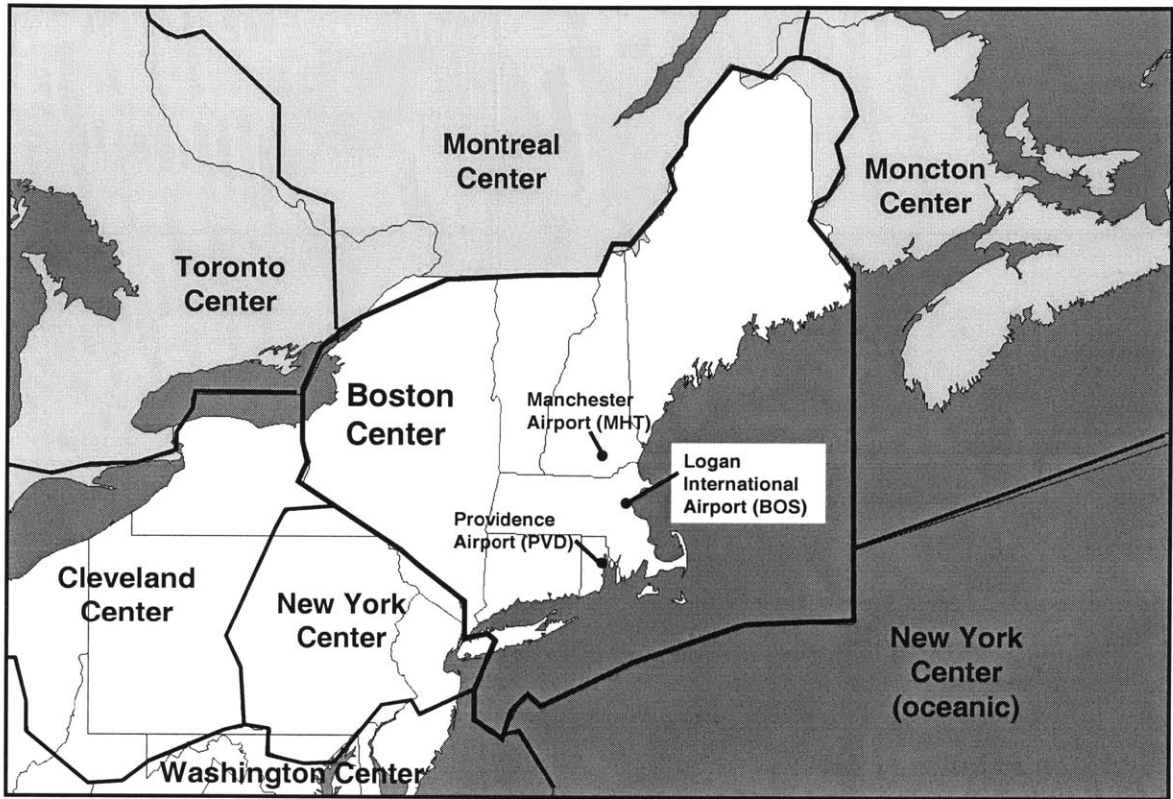 Montreal
Center
Moncton
Center
Toronto
Center
Boston
Center
Manchester
Airport (MHT)
Logan
International
Airport (BOS)
Providence
Airport (PVD)
Cleveland
Center
New York
Center
New York
Center
(oceanic)
Washington Center